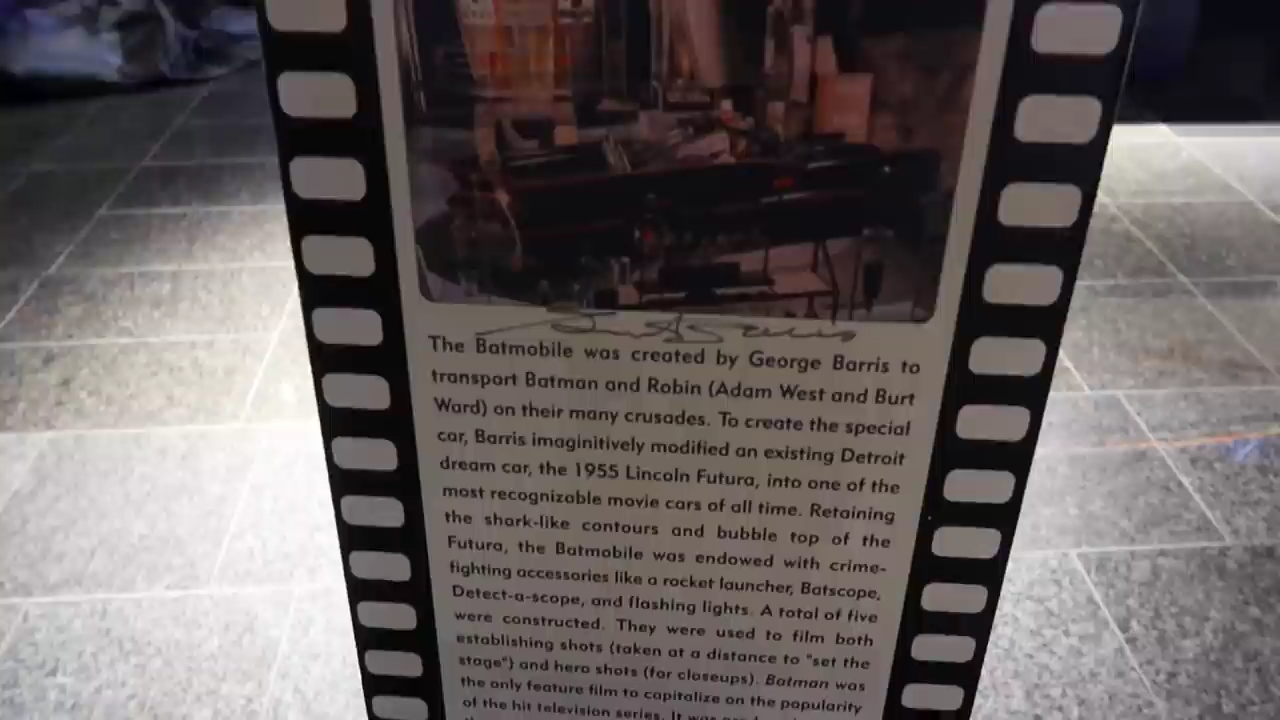 The Batmobile was created by George Barris to
transport Batman and Robin (Adam West and Burt
Ward) on their many crusades. To create the special
car, Barris imaginitively modified an existing Detroit
dream car, the 1955 Lincoln Futura, into one of the
most recognizable movie cars of all time. Retaining
the shark-like contours and bubble top of the
Futura, the Batmobile was endowed with crime-
fighting accessories like a rocket launcher, Batscope,
Detect-a-scope, and flashing lights. A total of five
were constructed. They were used to film both
establishing shots (taken at a distance to "set the
stage") and hero shots (for closeups). Batman was
the only feature film to capitalize on the popularity
of the hit television series. It was